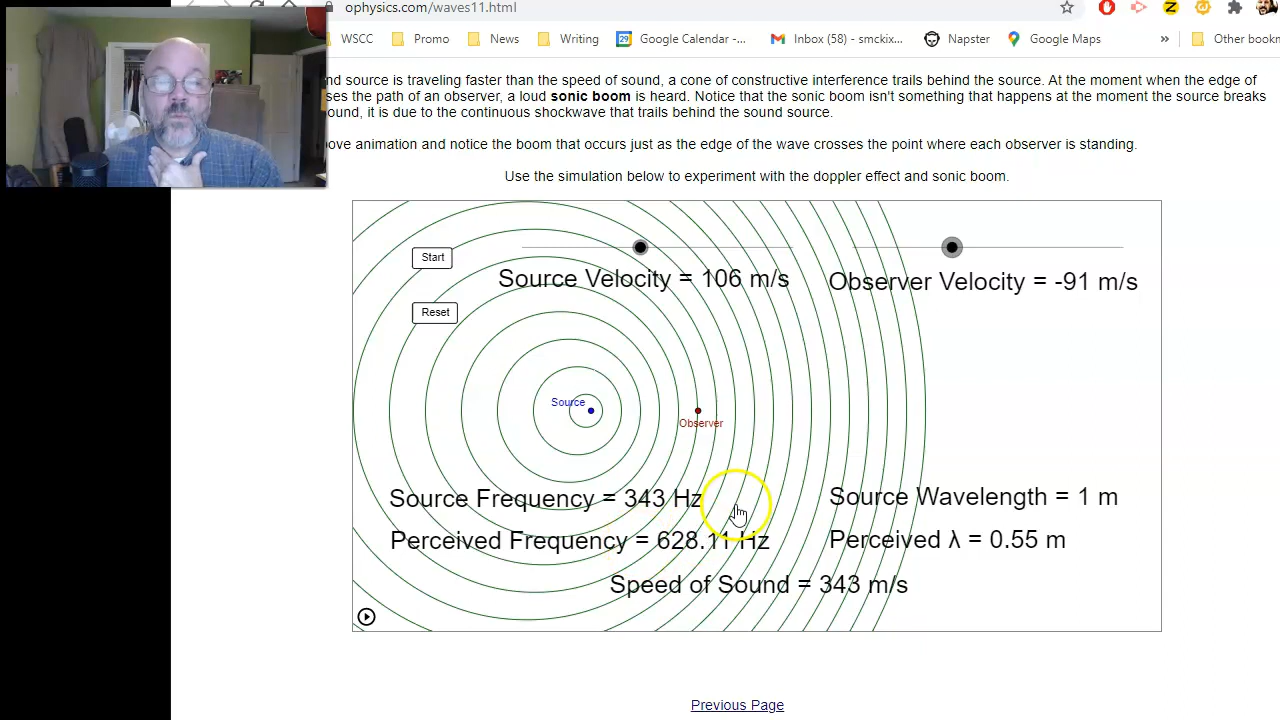 ophysics.com/waves11.html
WSCC Promo News Writing Google Calendar -... Inbox (58) - smckix... Napster Google Maps » Other bookm
nd source is traveling faster than the speed of sound, a cone of constructive interference trails behind the source. At the moment when the edge of
ses the path of an observer, a loud sonic boom is heard. Notice that the sonic boom isn't something that happens at the moment the source breaks
ound, it is due to the continuous shockwave that trails behind the sound source.
ove animation and notice the boom that occurs just as the edge of the wave crosses the point where each observer is standing.
Use the simulation below to experiment with the doppler effect and sonic boom.
Start
Source Velocity = 106 m/s
Observer Velocity = -91 m/s
Reset
Source
Observer
Source Frequency = 343 Hz
Source Wavelength = 1 m
Perceived Frequency = 628.11 Hz
Perceived λ = 0.55 m
Speed of Sound = 343 m/s
Previous Page